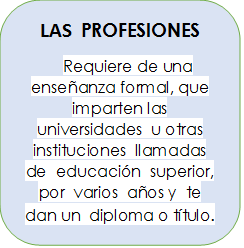 LAS PROFESIONES
Requiere de una
enseñanza formal, que
imparten las
universidades u otras
instituciones llamadas
de educación superior,
por varios años y te
dan un diploma o título.